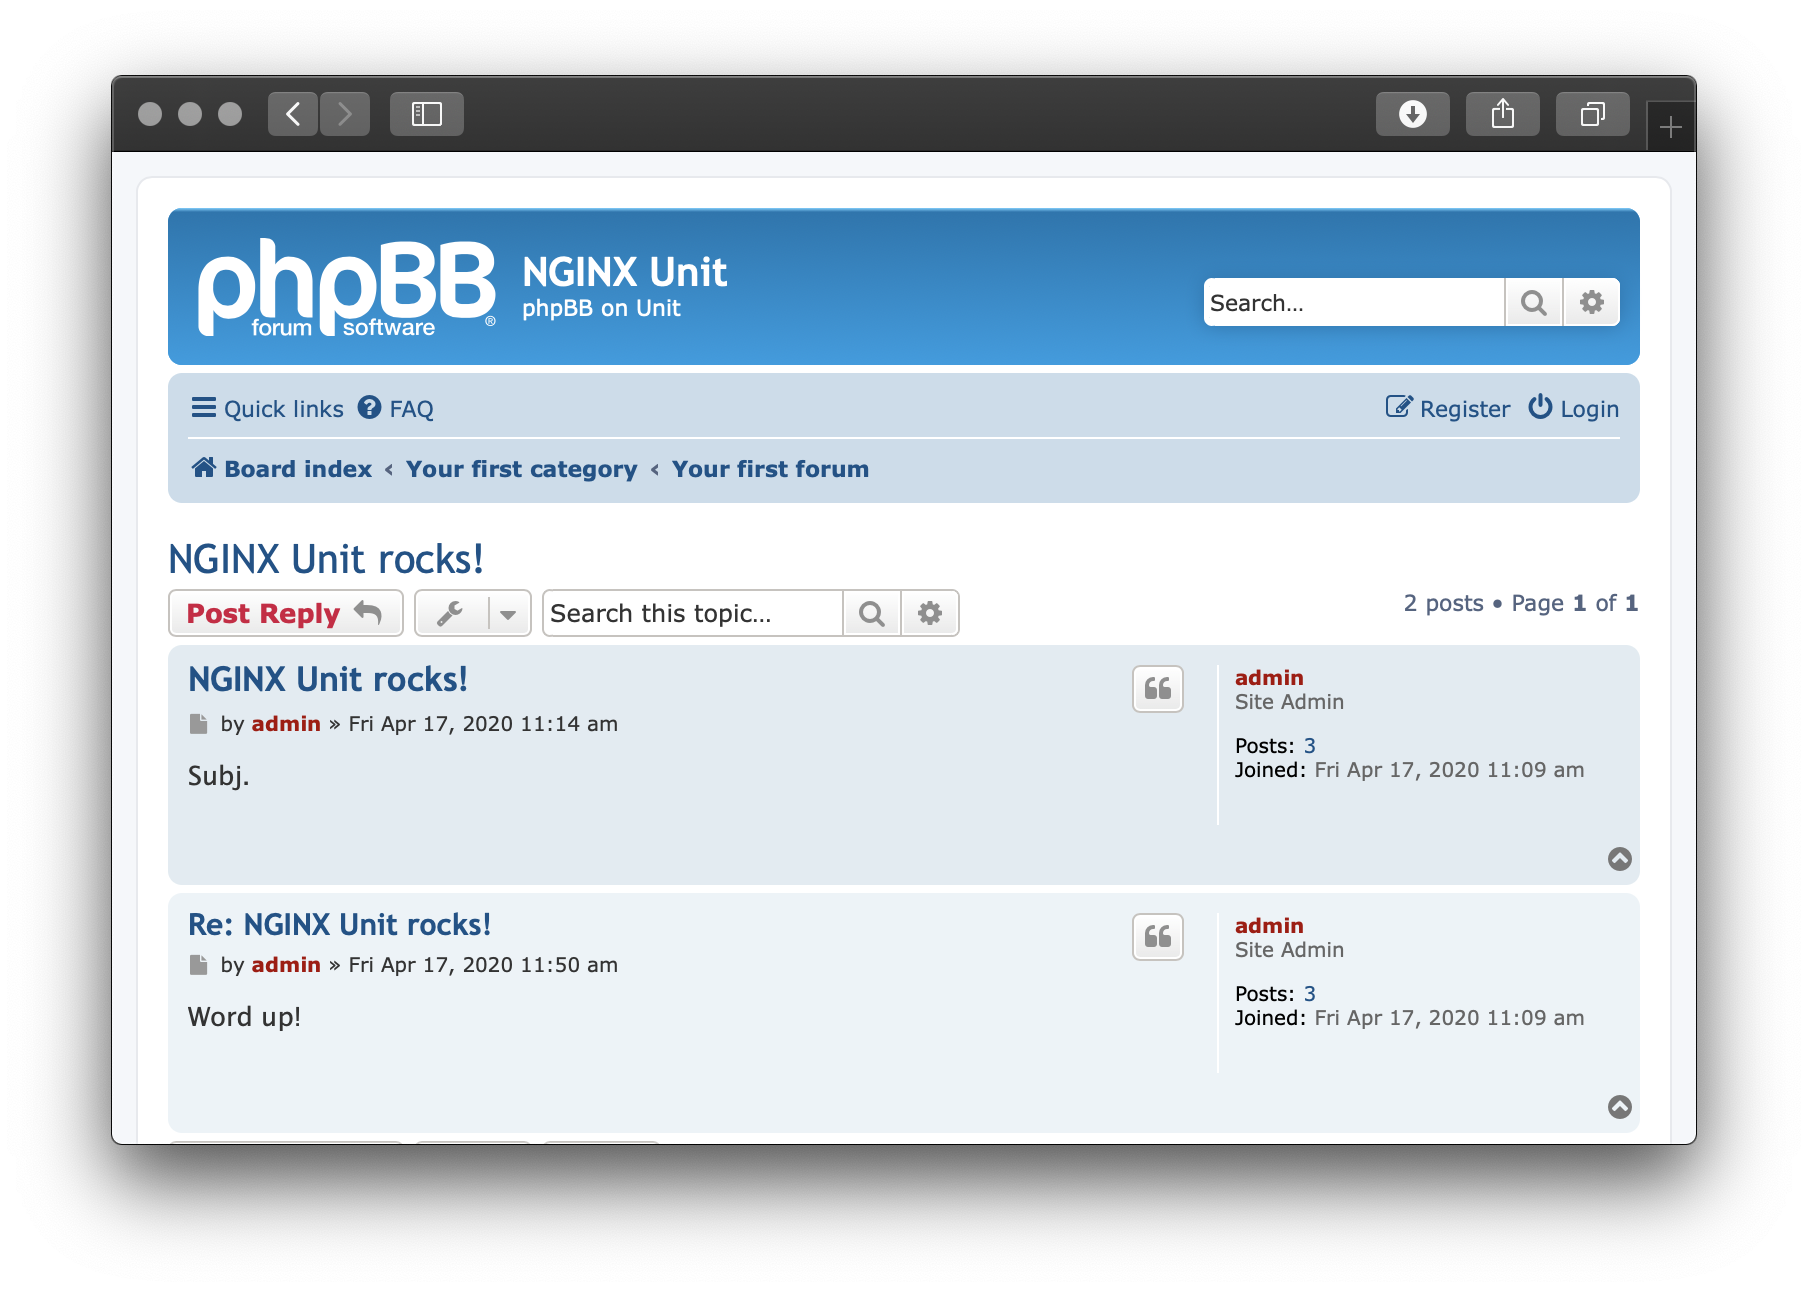 phpBB
forum software ®
NGINX Unit
phpBB on Unit
Search…
Quick links FAQ
Register Login
Board index ‹ Your first category ‹ Your first forum
NGINX Unit rocks!
Post Reply
Search this topic…
2 posts • Page 1 of 1
NGINX Unit rocks!
by admin » Fri Apr 17, 2020 11:14 am
Subj.
admin
Site Admin
Posts: 3
Joined: Fri Apr 17, 2020 11:09 am
Re: NGINX Unit rocks!
by admin » Fri Apr 17, 2020 11:50 am
Word up!
admin
Site Admin
Posts: 3
Joined: Fri Apr 17, 2020 11:09 am